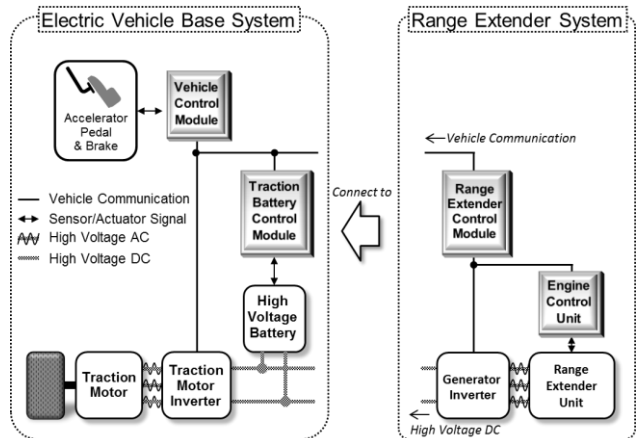 Electric Vehicle Base System
Accelerator
Pedal
& Brake
Vehicle
Control
Module
Vehicle Communication
Sensor/Actuator Signal
High Voltage AC
High Voltage DC
Traction
Battery
Control
Module
High
Voltage
Battery
Traction
Motor
Traction
Motor
Inverter
Connect to
Range Extender System
Vehicle Communication
Range
Extender
Control
Module
Engine
Control
Unit
Generator
Inverter
Range
Extender
Unit
High Voltage DC